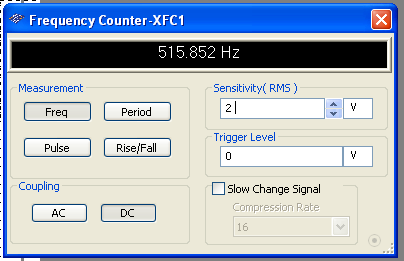 Frequency Counter-XFC1
515.852 Hz
Measurement
Freq
Period
Pulse
Rise/Fall
Coupling
AC
DC
Sensitivity( RMS )
2 V
Trigger Level
0 V
Slow Change Signal
Compression Rate
16